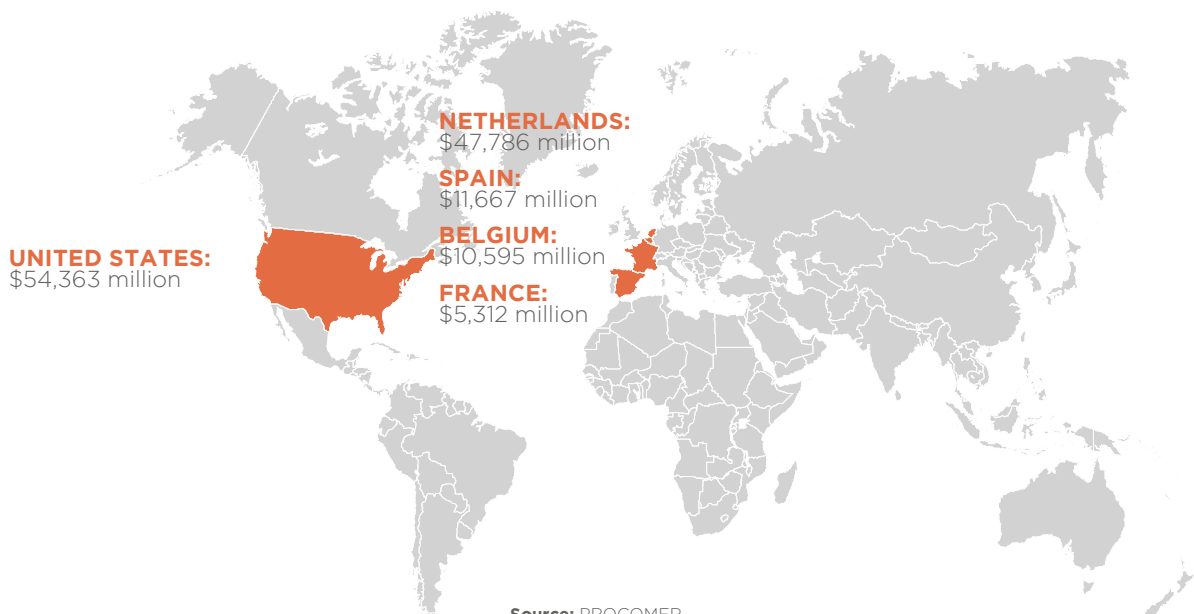 NETHERLANDS:
$47,786 million
SPAIN:
$11,667 million
BELGIUM:
$10,595 million
FRANCE:
$5,312 million
UNITED STATES:
$54,363 million
Source: PROCOMER